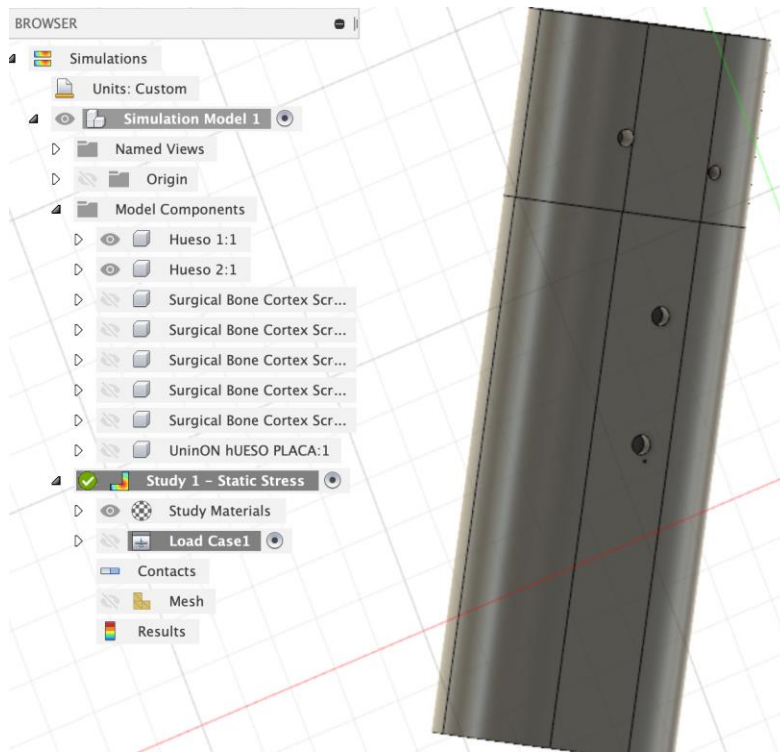 BROWSER
Simulations
Units: Custom
Simulation Model 1
Named Views
Origin
Model Components
Hueso 1:1
Hueso 2:1
Surgical Bone Cortex Scr...
Surgical Bone Cortex Scr...
Surgical Bone Cortex Scr...
Surgical Bone Cortex Scr...
Surgical Bone Cortex Scr...
UninON hUESO PLACA:1
Study 1 - Static Stress
Study Materials
Load Case1
Contacts
Mesh
Results